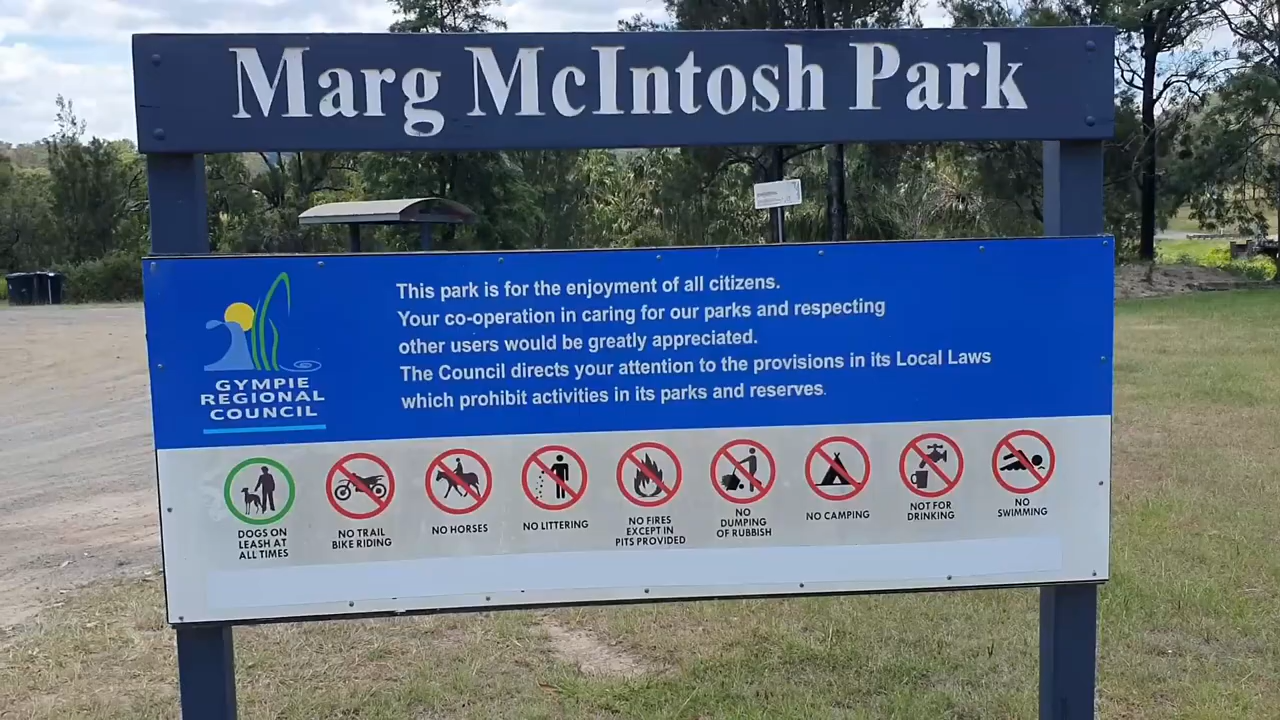 Marg McIntosh Park
This park is for the enjoyment of all citizens.
Your co-operation in caring for our parks and respecting
other users would be greatly appreciated.
The Council directs your attention to the provisions in its Local Laws
which prohibit activities in its parks and reserves.
GYMPIE
REGIONAL
COUNCIL
DOGS ON
LEASH AT
ALL TIMES
NO TRAIL
BIKE RIDING
NO HORSES
NO LITTERING
NO FIRES
EXCEPT IN
PITS PROVIDED
NO
DUMPING
OF RUBBISH
NO CAMPING
NOT FOR
DRINKING
NO
SWIMMING